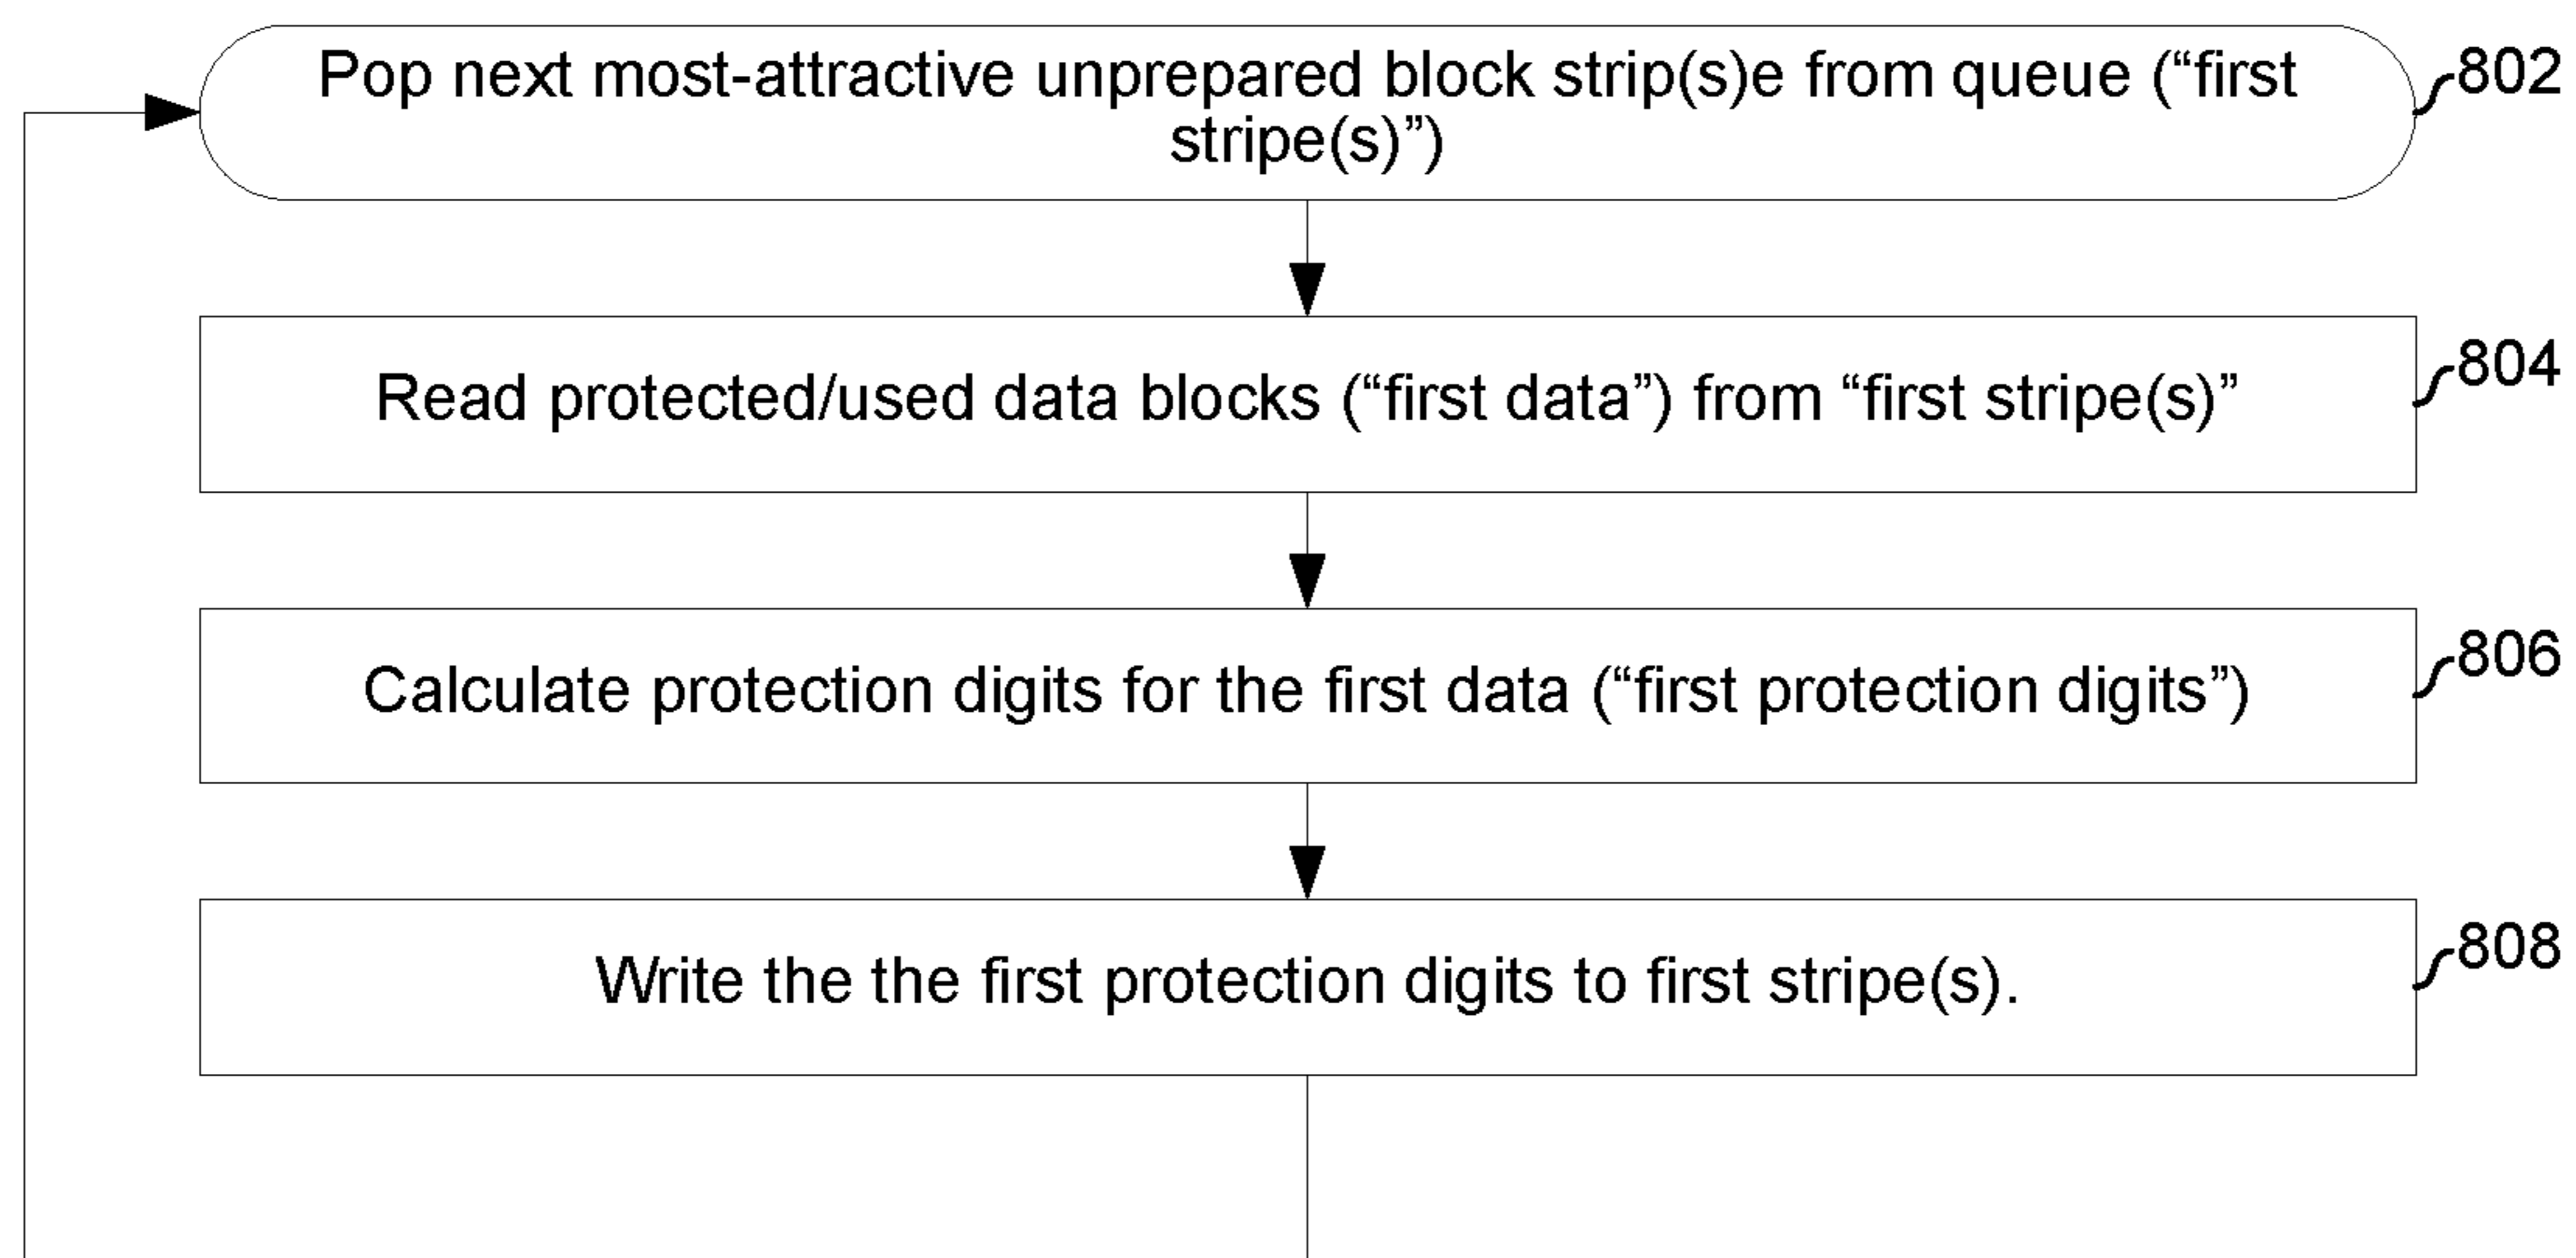 Pop next most-attractive unprepared block strip(s)e from queue (“first
stripe(s)”)
802
Read protected/used data blocks (“first data”) from “first stripe(s)”
804
Calculate protection digits for the first data (“first protection digits”)
806
Write the the first protection digits to first stripe(s).
808